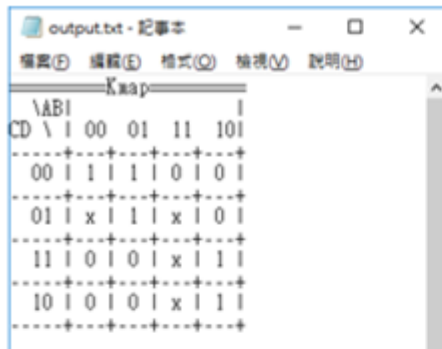 output.txt - 記事本
檔案(F) 編輯(E) 格式(O) 檢視(V) 說明(H)
=========Kmap=========
\AB| |
CD \ | 00 01 11 10|
-----+---+---+---+---+
00 | 1 | 1 | 0 | 0 |
-----+---+---+---+---+
01 | x | 1 | x | 0 |
-----+---+---+---+---+
11 | 0 | 0 | x | 1 |
-----+---+---+---+---+
10 | 0 | 0 | x | 1 |
-----+---+---+---+---+